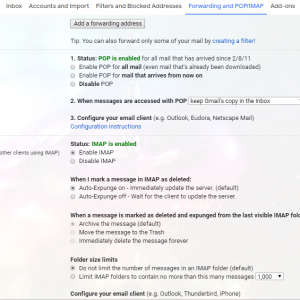 Inbox Accounts and Import Filters and Blocked Addresses Forwarding and POP/IMAP Add-ons
Add a forwarding address
Tip: You can also forward only some of your mail by creating a filter!
1. Status: POP is enabled for all mail that has arrived since 2/8/11
Enable POP for all mail (even mail that's already been downloaded)
Enable POP for mail that arrives from now on
Disable POP
2. When messages are accessed with POP keep Gmail's copy in the Inbox
3. Configure your email client (e.g. Outlook, Eudora, Netscape Mail)
Configuration instructions
Status: IMAP is enabled
other clients using IMAP)
Enable IMAP
Disable IMAP
When I mark a message in IMAP as deleted:
Auto-Expunge on - Immediately update the server. (default)
Auto-Expunge off - Wait for the client to update the server.
When a message is marked as deleted and expunged from the last visible IMAP fold
Archive the message (default)
Move the message to the Trash
Immediately delete the message forever
Folder size limits
Do not limit the number of messages in an IMAP folder (default)
Limit IMAP folders to contain no more than this many messages 1,000
Configure your email client (e.g. Outlook, Thunderbird, iPhone)